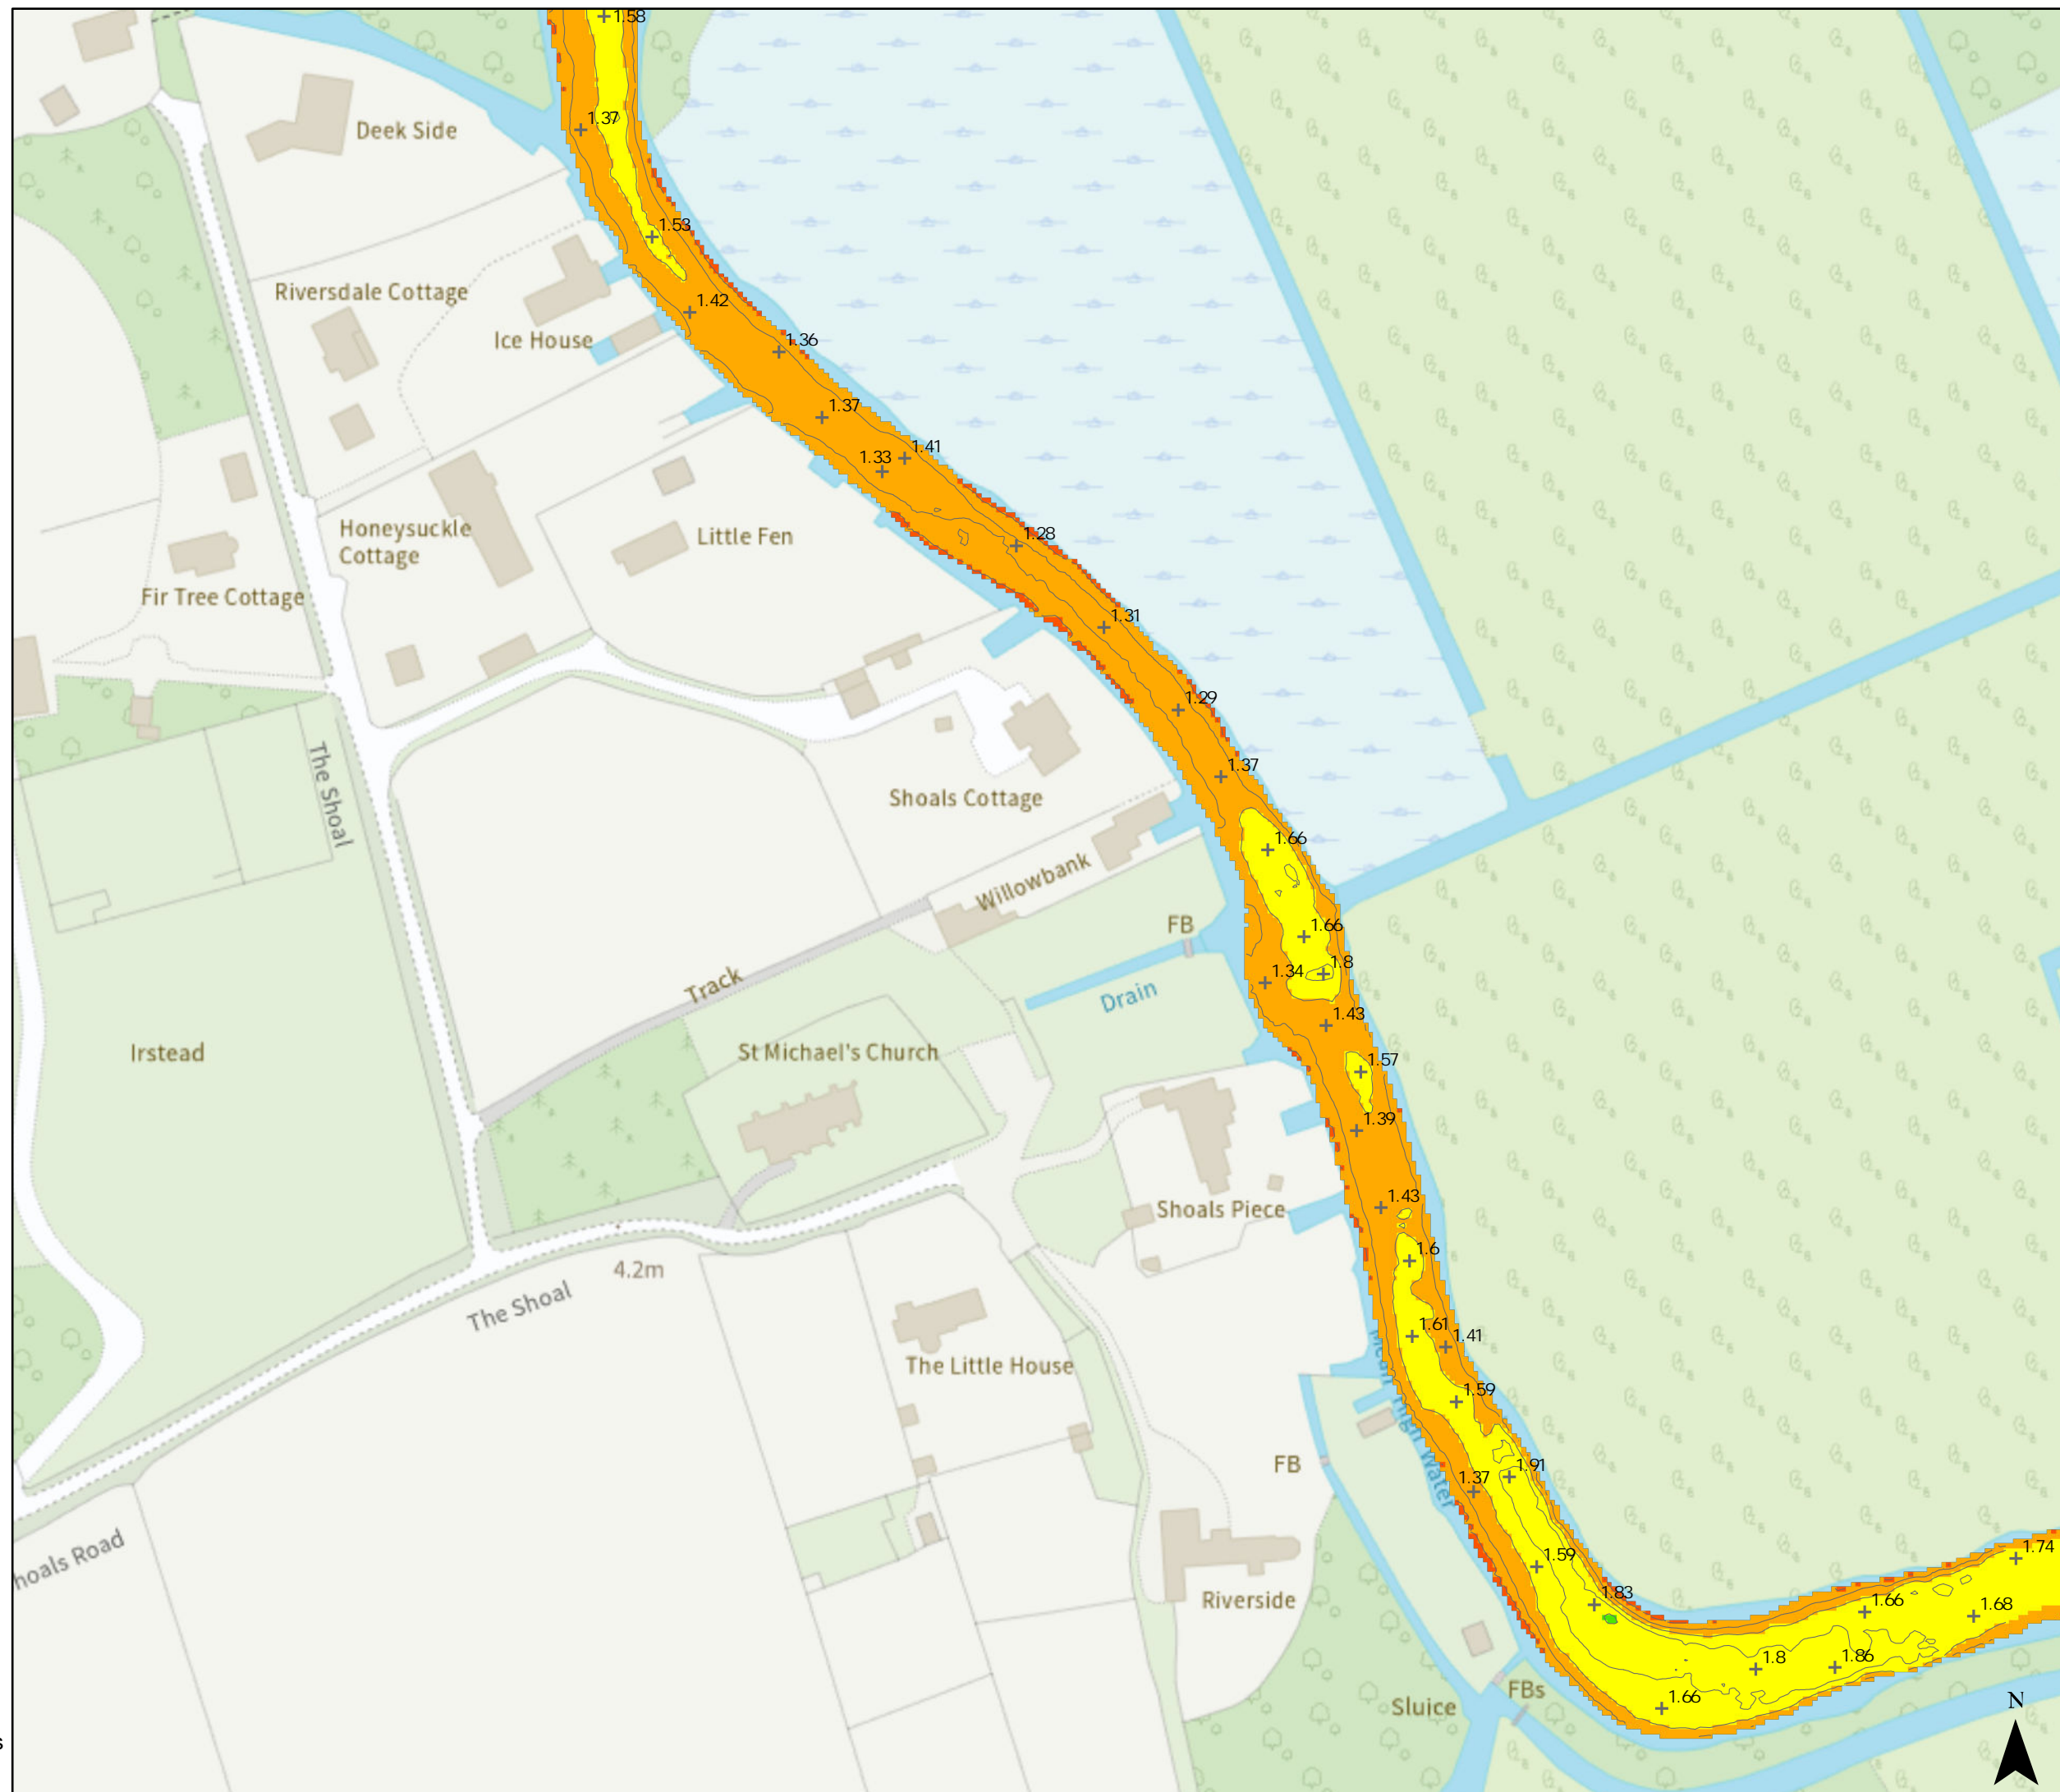 1.58
1.37
Deek Side
1.53
Riversdale Cottage
1.42
Ice House
1.36
1.37
1.41
1.33
Honeysuckle
Cottage
Little Fen
1.28
Fir Tree Cottage
1.31
1.29
The Shoal
1.37
Shoals Cottage
1.66
Willowbank
FB
1.66
1.8
1.34
Track
Drain
1.43
Irstead
St Michael's Church
1.57
1.39
1.43
Shoals Piece
1.6
4.2m
The Shoal
1.61
1.41
The Little House
Mean High Water
1.59
FB
1.91
1.37
hoals Road
1.59
1.74
Riverside
1.83
1.66
1.68
1.8
1.86
FBs
Sluice
1.66
N
s